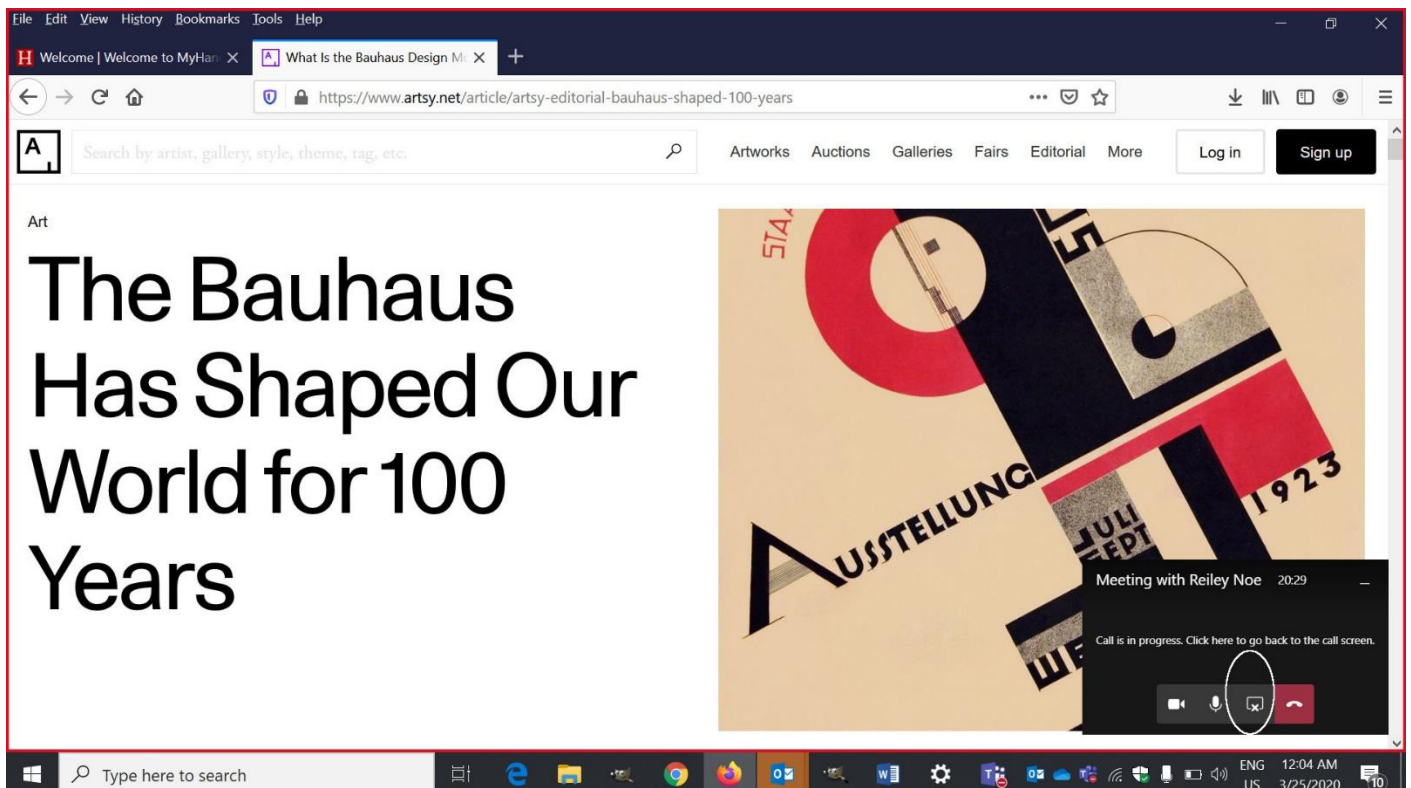 File Edit View History Bookmarks Tools Help
H Welcome | Welcome to MyHan
A, What Is the Bauhaus Design M
https://www.artsy.net/article/artsy-editorial-bauhaus-shaped-100-years
A
Search by artist, gallery, style, theme, tag, etc.
Artworks Auctions Galleries Fairs Editorial More Log in Sign up
Art
The Bauhaus
Has Shaped Our
World for 100
Years
STAA
US
AUSSTELLUNG
JULI
SEPT
1923
WE
Meeting with Reiley Noe 20:29
Call is in progress. Click here to go back to the call screen.
Type here to search
ENG 12:04 AM
US 3/25/2020
10